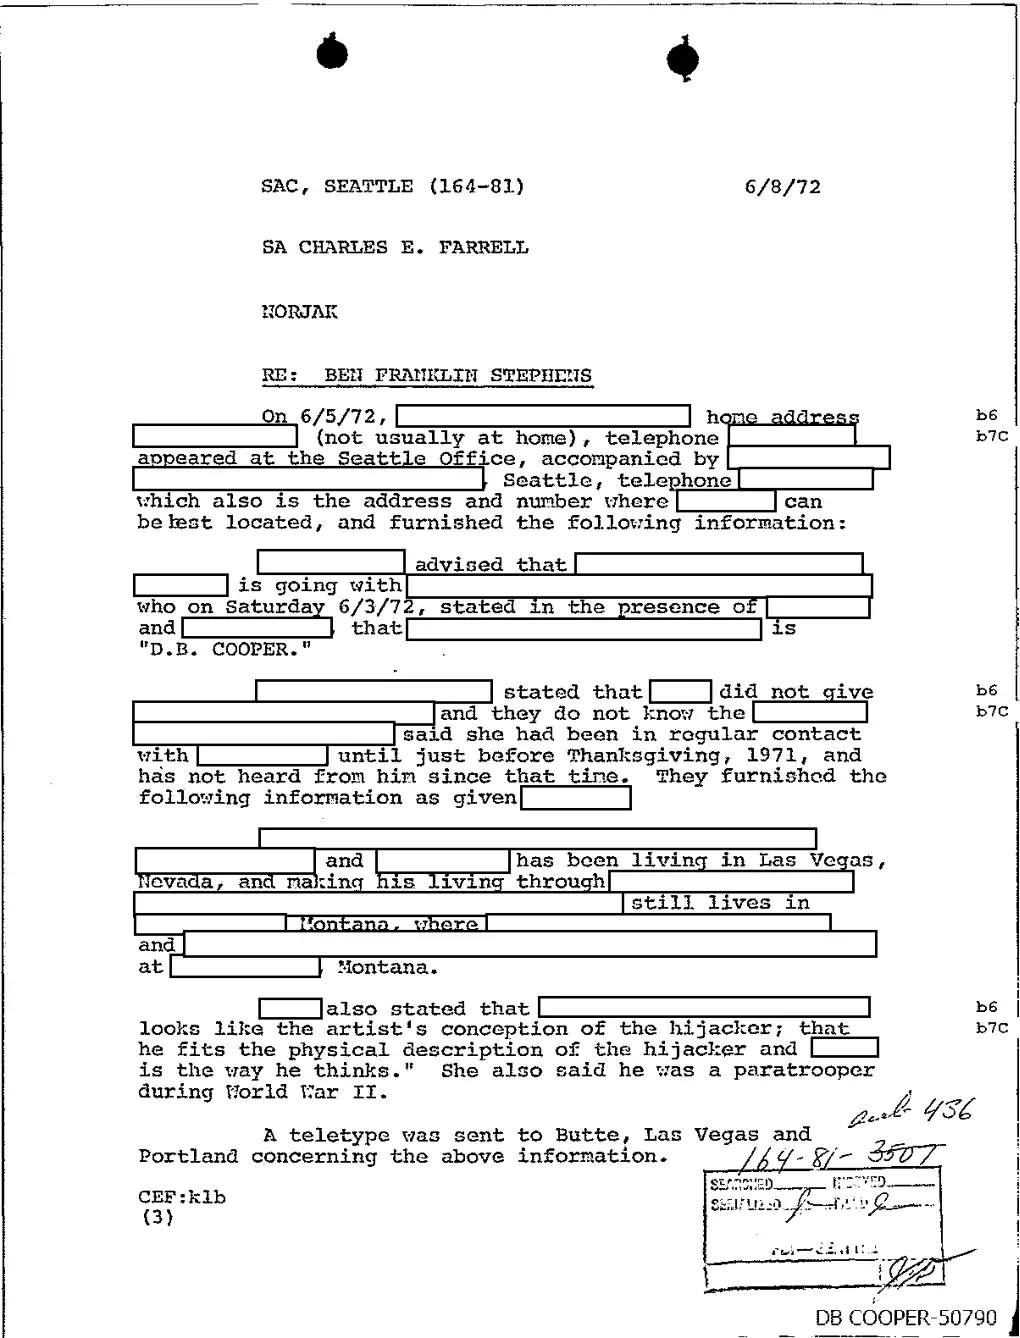 SAC, SEATTLE (164-81) 6/8/72
SA CHARLES E. FARRELL
NORJAK
RE: BEN FRANKLIN STEPHENS
On 6/5/72, home address b6
(not usually at home), telephone b7C
appeared at the Seattle Office, accompanied by
, Seattle, telephone
which also is the address and number where can
be best located, and furnished the following information:
advised that
is going with
who on Saturday 6/3/72, stated in the presence of
and , that is
"D.B. COOPER."
stated that did not give b6
and they do not know the b7C
said she had been in regular contact
with until just before Thanksgiving, 1971, and
has not heard from him since that time. They furnished the
following information as given
and has been living in Las Vegas,
Nevada, and making his living through
still lives in
Montana, where
and
at , Montana.
also stated that b6
looks like the artist's conception of the hijacker; that b7C
he fits the physical description of the hijacker and
is the way he thinks." She also said he was a paratrooper
during World War II.
A teletype was sent to Butte, Las Vegas and
Portland concerning the above information.
436
164-81-3507
SEARCHED INDEXED
SERIALIZED FILED
CEF:klb
(3)
FBI—SEATTLE
DB COOPER-50790